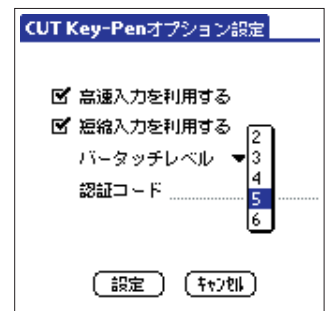 CUT Key-Penオプション設定
高速入力を利用する
短縮入力を利用する
バータッチレベル
2
3
4
5
6
認証コード
設定 キャンセル